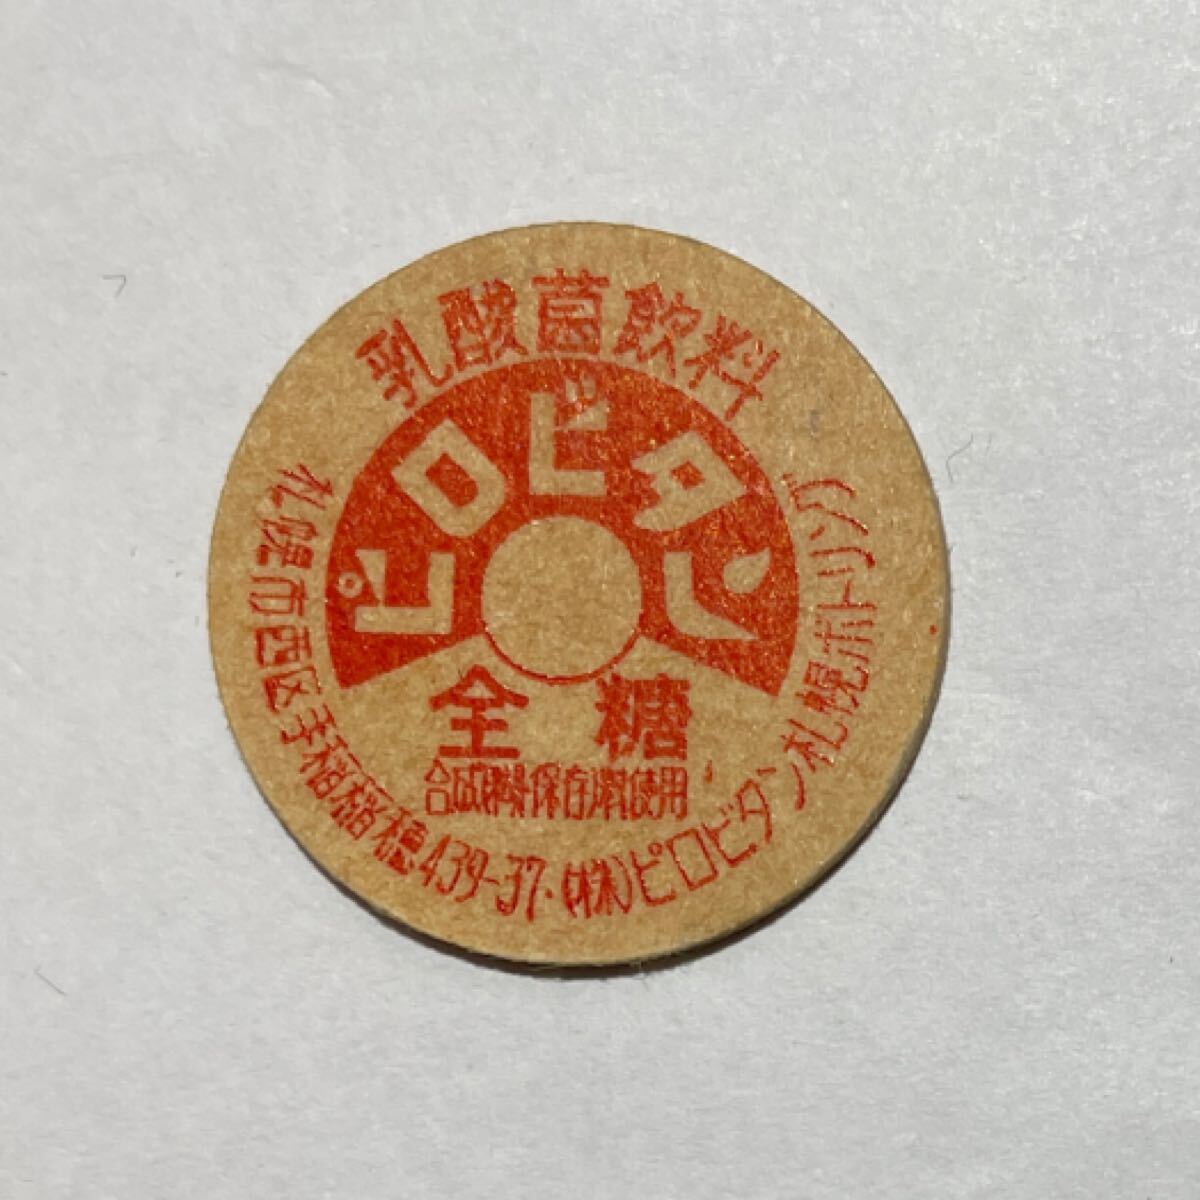 乳酸菌飲料
ピロビタン
全糖
合成糊保存料使用
札幌市西区手稲稲穂439-37.(株)ピロビタン札幌ボトリング